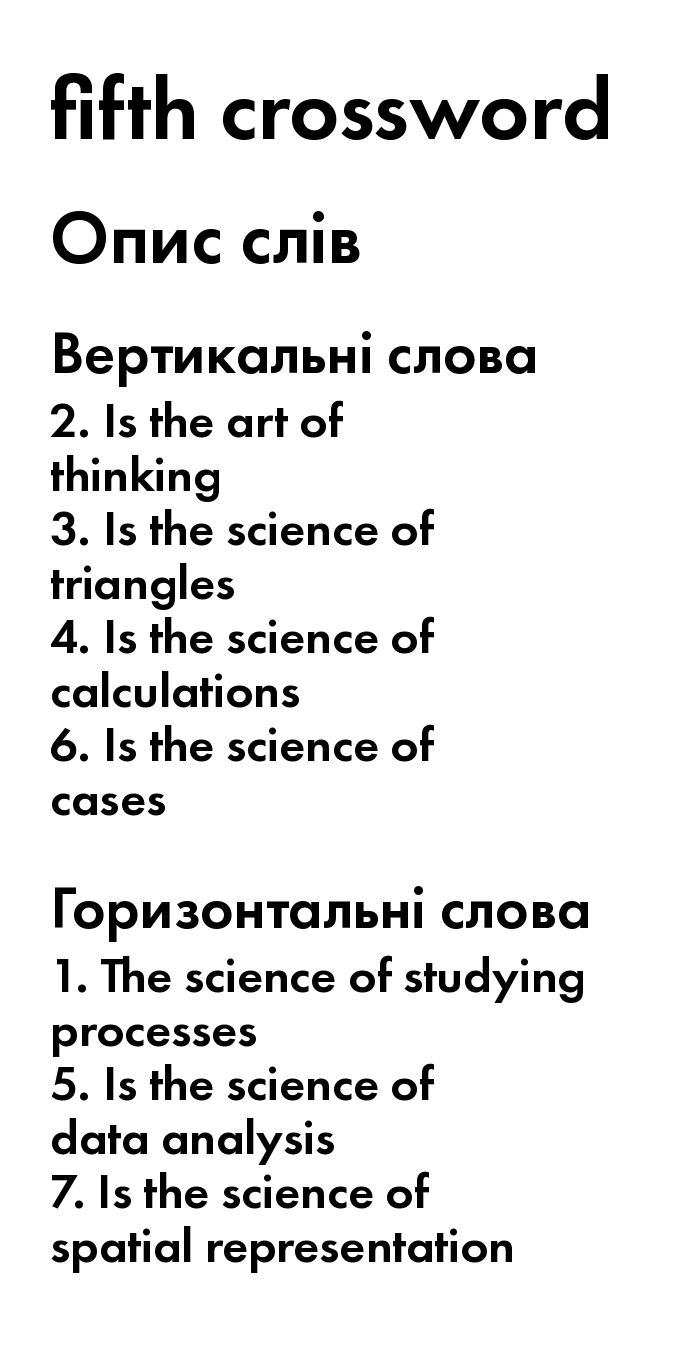 fifth crossword
Опис слів
Вертикальні слова
2. Is the art of
thinking
3. Is the science of
triangles
4. Is the science of
calculations
6. Is the science of
cases
Горизонтальні слова
1. The science of studying
processes
5. Is the science of
data analysis
7. Is the science of
spatial representation